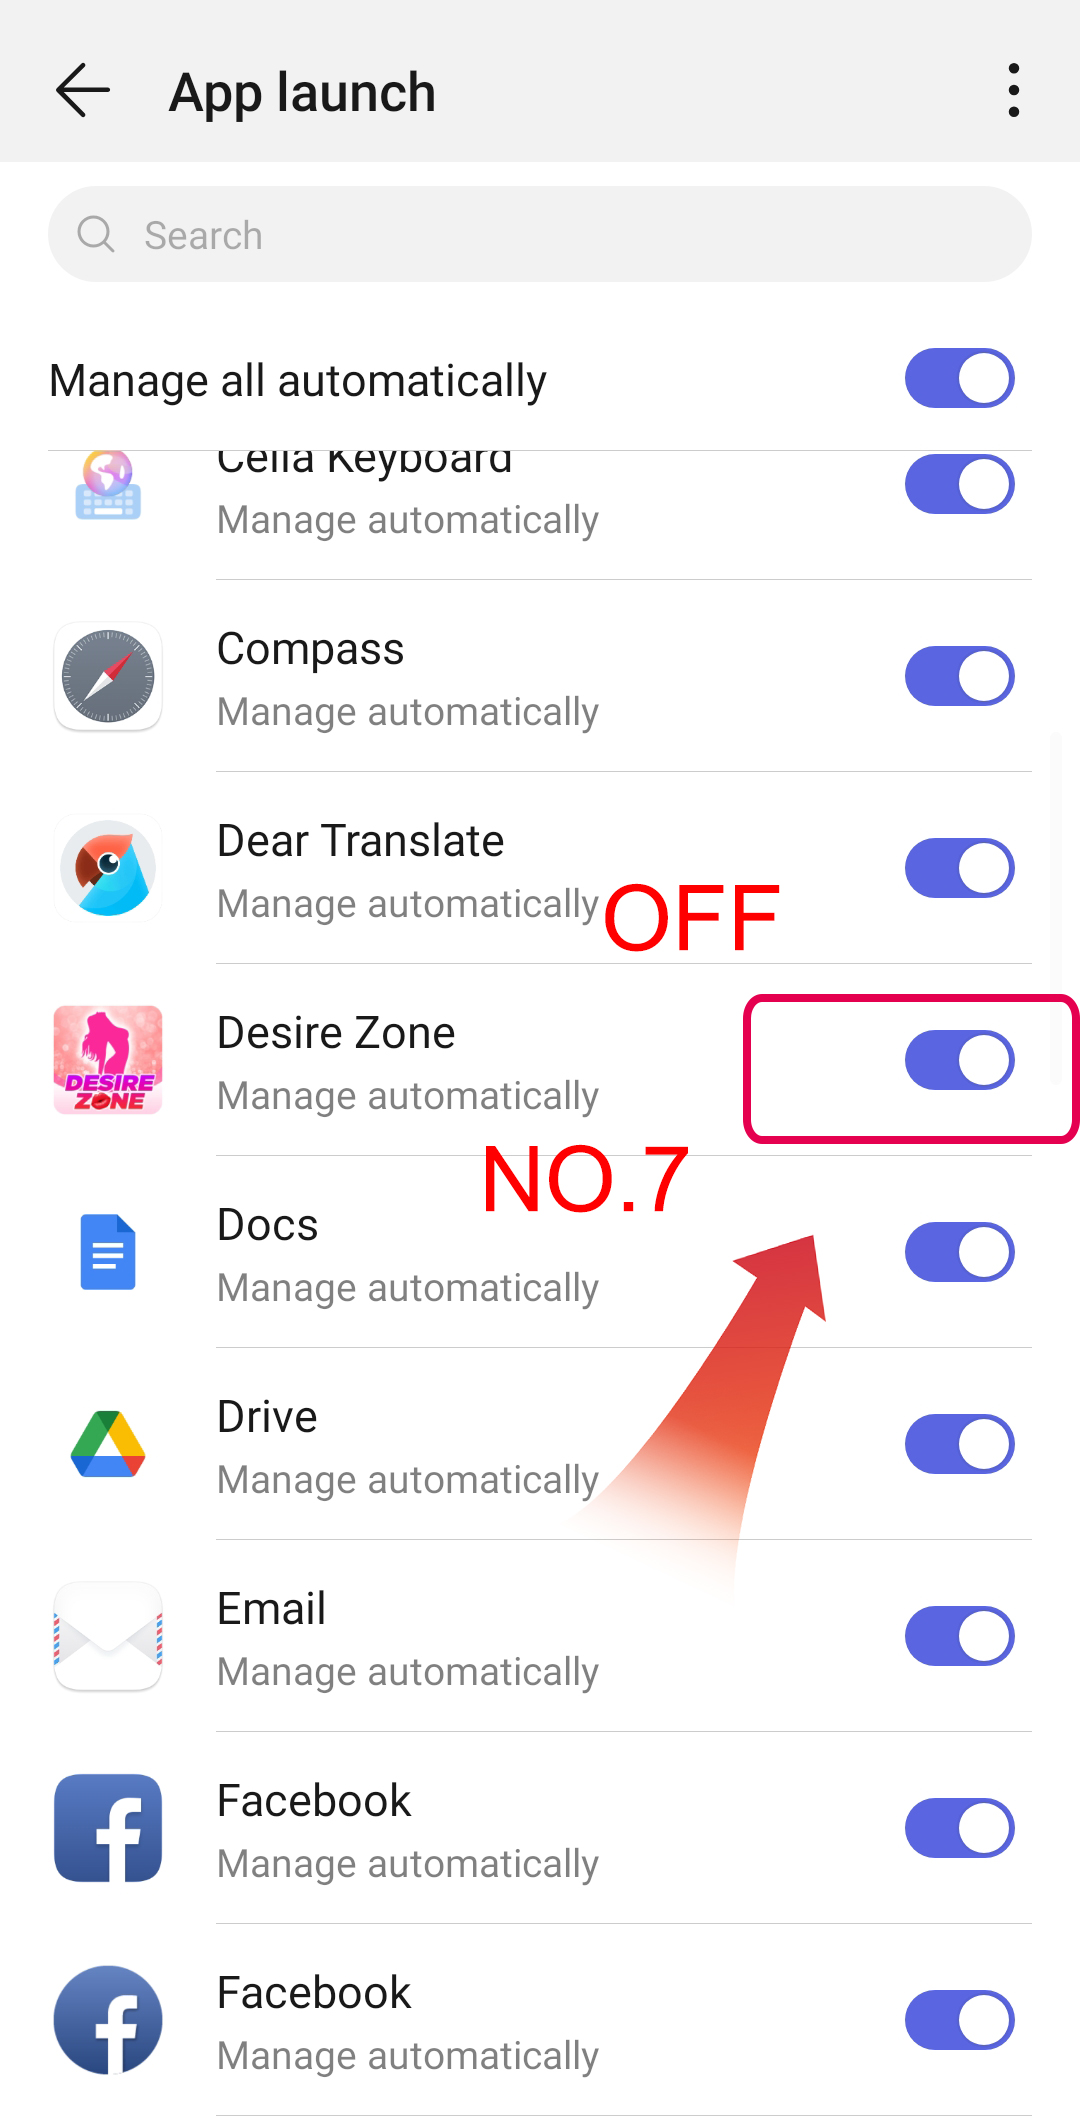 App launch
Search
Manage all automatically
Celia Keyboard
Manage automatically
Compass
Manage automatically
Dear Translate
Manage automatically
OFF
Desire Zone
Manage automatically
DESIRE
ZONE
NO.7
Docs
Manage automatically
Drive
Manage automatically
Email
Manage automatically
Facebook
Manage automatically
Facebook
Manage automatically